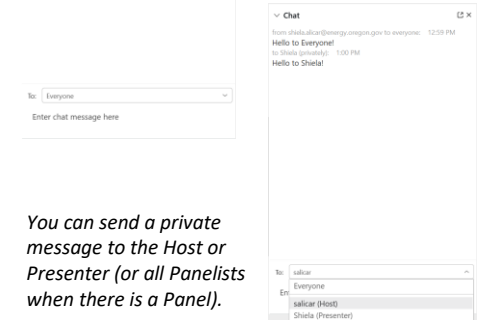 To: Everyone
Enter chat message here
You can send a private
message to the Host or
Presenter (or all Panelists
when there is a Panel).
Chat
from shiela.alicar@energy.oregon.gov to everyone: 12:59 PM
Hello to Everyone!
to Shiela (privately): 1:00 PM
Hello to Shiela!
To: salicar
Everyone
En
salicar (Host)
Shiela (Presenter)